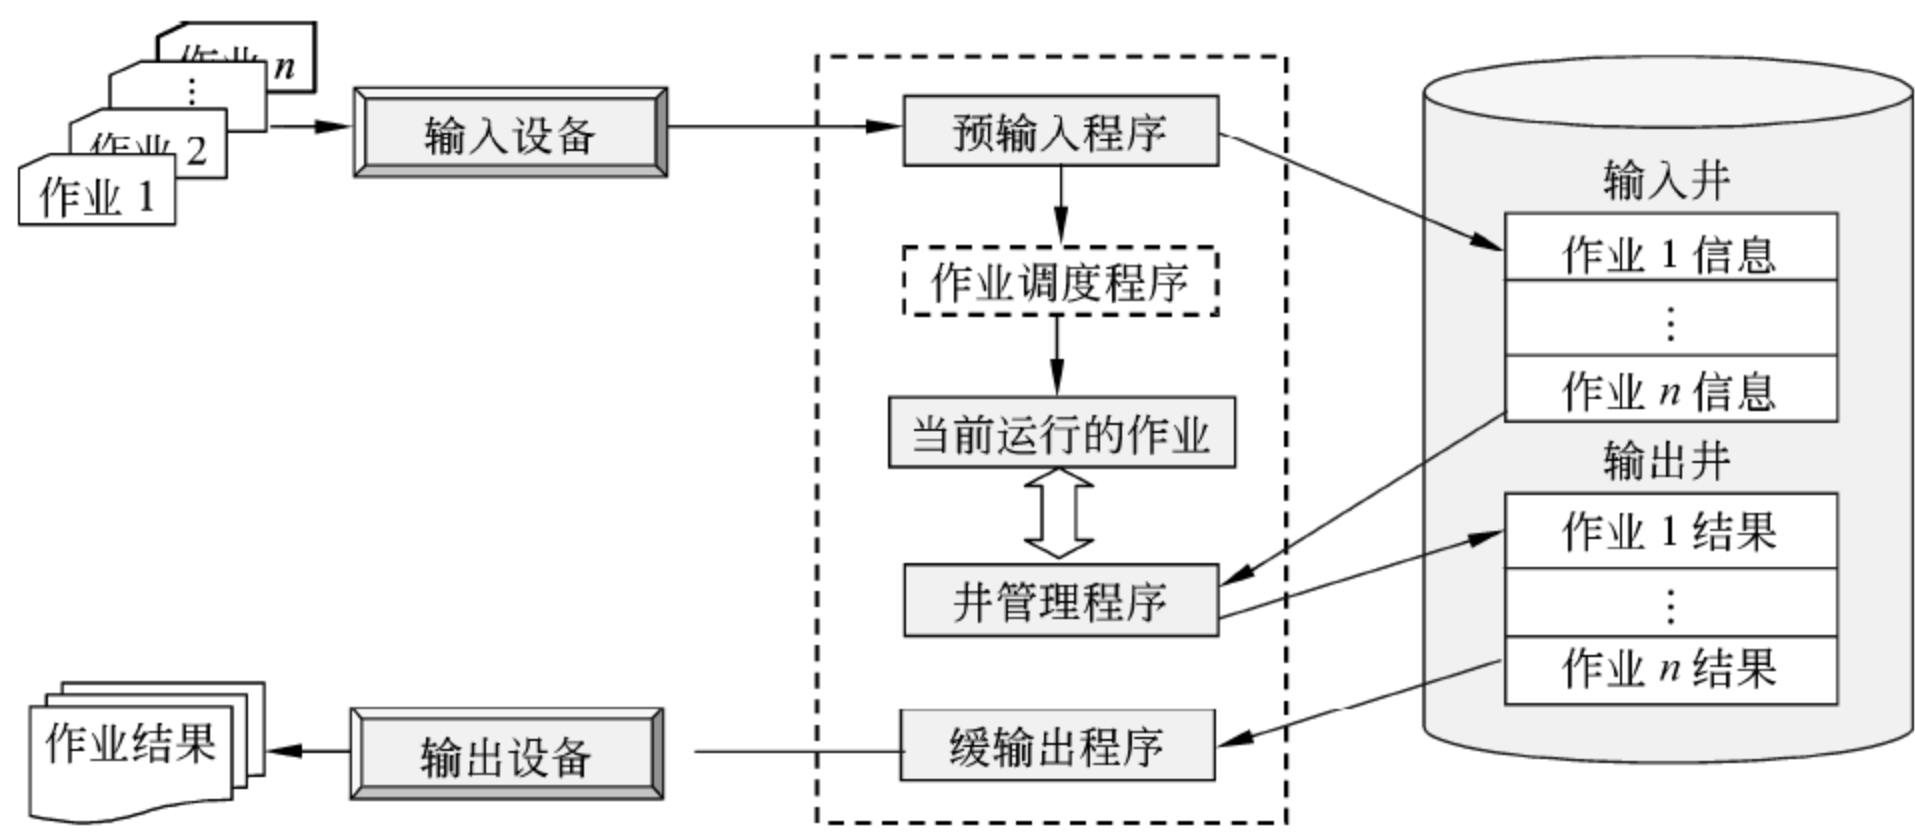 作业 n
⋮
作业 2
作业 1
输入设备
预输入程序
作业调度程序
当前运行的作业
井管理程序
缓输出程序
输入井
作业 1 信息
⋮
作业 n 信息
输出井
作业 1 结果
⋮
作业 n 结果
输出设备
作业结果